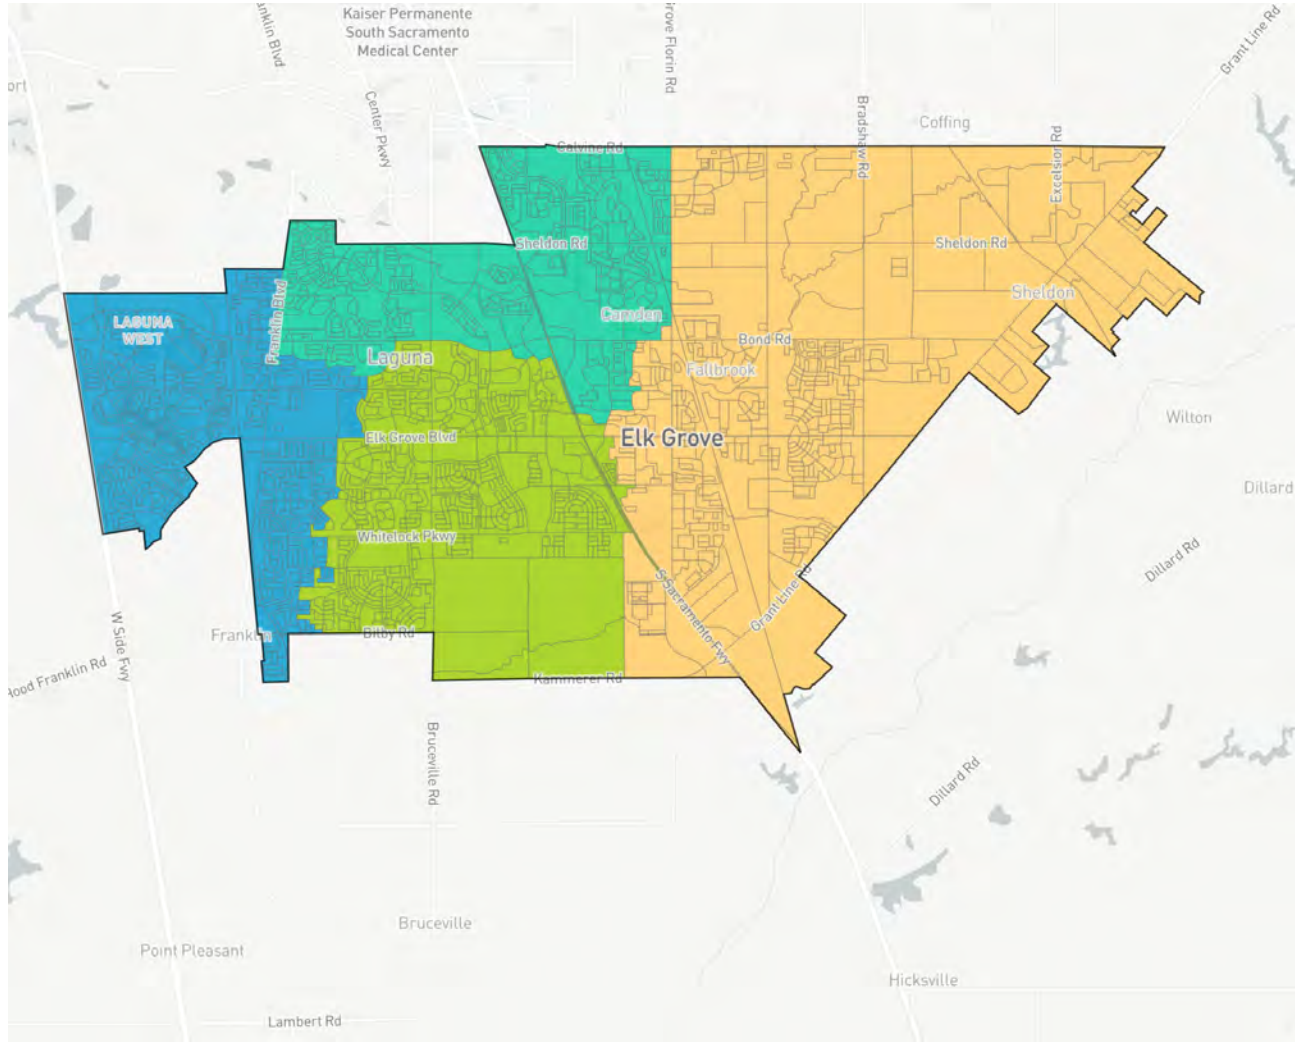 Kaiser Permanente
South Sacramento
Medical Center
Grant Line Rd
Center Pkwy
Bradshaw Rd
Coffing
Excelsior Rd
Calvine Rd
Sheldon Rd
Sheldon Rd
Sheldon
LAGUNA
WEST
Franklin Blvd
Camden
Laguna
Bond Rd
Fallbrook
Elk Grove Blvd
Elk Grove
Wilton
Dillard
Whitelock Pkwy
Dillard Rd
S Sacramento Fwy
Grant Line Rd
W Side Fwy
Franklin
Bilby Rd
Kammerer Rd
Hood Franklin Rd
Bruceville Rd
Dillard Rd
Bruceville
Point Pleasant
Hicksville
Lambert Rd